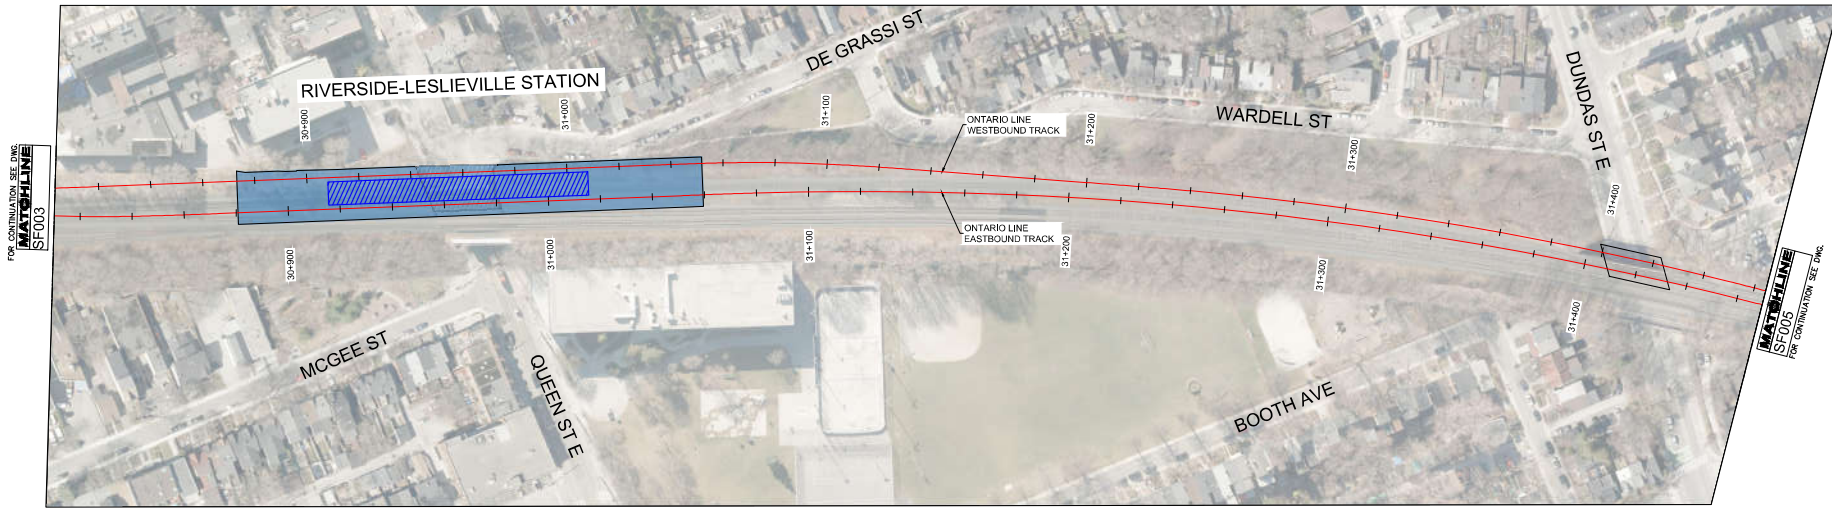 DE GRASSI ST
RIVERSIDE-LESLIEVILLE STATION
DUNDAS ST E
30+900
31+000
31+100
ONTARIO LINE
WESTBOUND TRACK
31+200
WARDELL ST
31+300
31+400
FOR CONTINUATION SEE DWG.
MATCHLINE
SF003
30+900
31+000
31+100
ONTARIO LINE
EASTBOUND TRACK
31+200
31+300
31+400
MATCHLINE
SF005
FOR CONTINUATION SEE DWG.
MCGEE ST
QUEEN ST E
BOOTH AVE